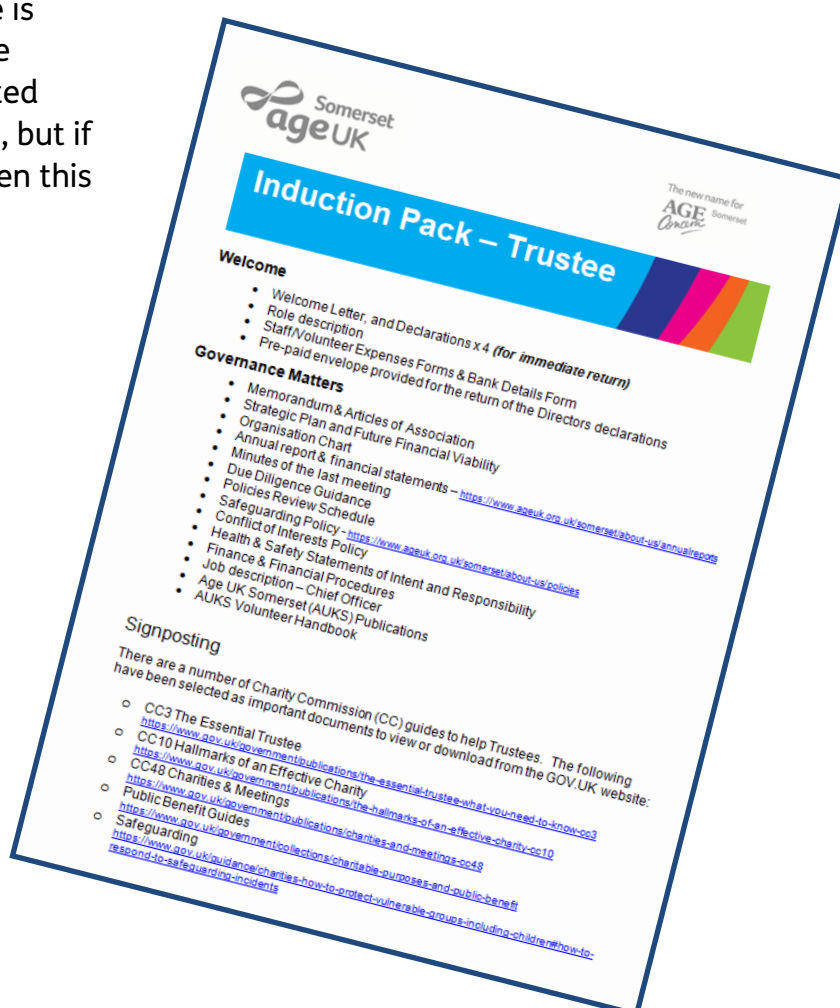 e is
e
ted
, but if
en this
Somerset
ageUK
The new name for
AGE Somerset
Concern
Induction Pack – Trustee
Welcome
• Welcome Letter, and Declarations x 4 (for immediate return)
• Role description
• Staff/Volunteer Expenses Forms & Bank Details Form
• Pre-paid envelope provided for the return of the Directors declarations
Governance Matters
• Memorandum & Articles of Association
• Strategic Plan and Future Financial Viability
• Organisation Chart
• Annual report & financial statements – https://www.ageuk.org.uk/somerset/about-us/annualreports
• Minutes of the last meeting
• Due Diligence Guidance
• Policies Review Schedule
• Safeguarding Policy - https://www.ageuk.org.uk/somerset/about-us/policies
• Conflict of Interests Policy
• Health & Safety Statements of Intent and Responsibility
• Finance & Financial Procedures
• Job description – Chief Officer
• Age UK Somerset (AUKS) Publications
• AUKS Volunteer Handbook
Signposting
There are a number of Charity Commission (CC) guides to help Trustees. The following
have been selected as important documents to view or download from the GOV.UK website:
o CC3 The Essential Trustee
https://www.gov.uk/government/publications/the-essential-trustee-what-you-need-to-know-cc3
o CC10 Hallmarks of an Effective Charity
https://www.gov.uk/government/publications/the-hallmarks-of-an-effective-charity-cc10
o CC48 Charities & Meetings
https://www.gov.uk/government/publications/charities-and-meetings-cc48
o Public Benefit Guides
https://www.gov.uk/government/collections/charitable-purposes-and-public-benefit
o Safeguarding
https://www.gov.uk/guidance/charities-how-to-protect-vulnerable-groups-including-children#how-to-
respond-to-safeguarding-incidents